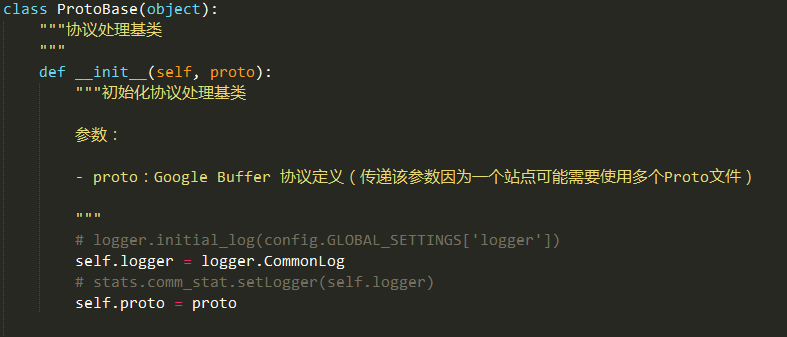 class ProtoBase(object):
"""协议处理基类
"""
def __init__(self, proto):
"""初始化协议处理基类
参数：
- proto：Google Buffer 协议定义（传递该参数因为一个站点可能需要使用多个Proto文件）
"""
# logger.initial_log(config.GLOBAL_SETTINGS['logger'])
self.logger = logger.CommonLog
# stats.comm_stat.setLogger(self.logger)
self.proto = proto